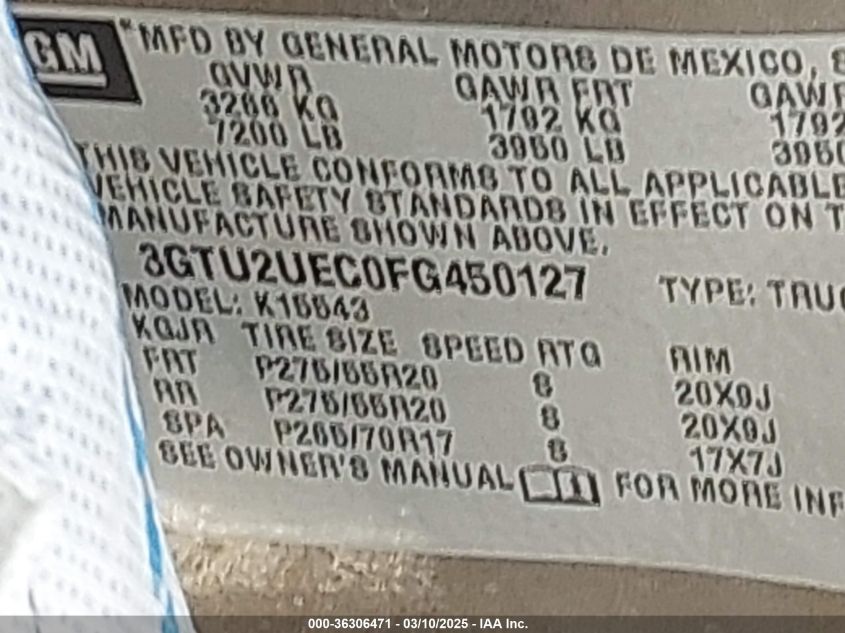 GM *MFD BY GENERAL MOTORS DE MEXICO, S
GVWR GAWR FRT GAWR
3266 KG 1792 KG 1792
7200 LB 3950 LB 3950
THIS VEHICLE CONFORMS TO ALL APPLICABLE
VEHICLE SAFETY STANDARDS IN EFFECT ON T
MANUFACTURE SHOWN ABOVE.
3GTU2UEC0FG450127 TYPE: TRUC
MODEL: K15543
KGJR TIRE SIZE SPEED RTG RIM
FRT P275/55R20 S 20X9J
RR P275/55R20 S 20X9J
SPA P265/70R17 S 17X7J
SEE OWNER'S MANUAL FOR MORE INF
000-36306471 - 03/10/2025 - IAA Inc.